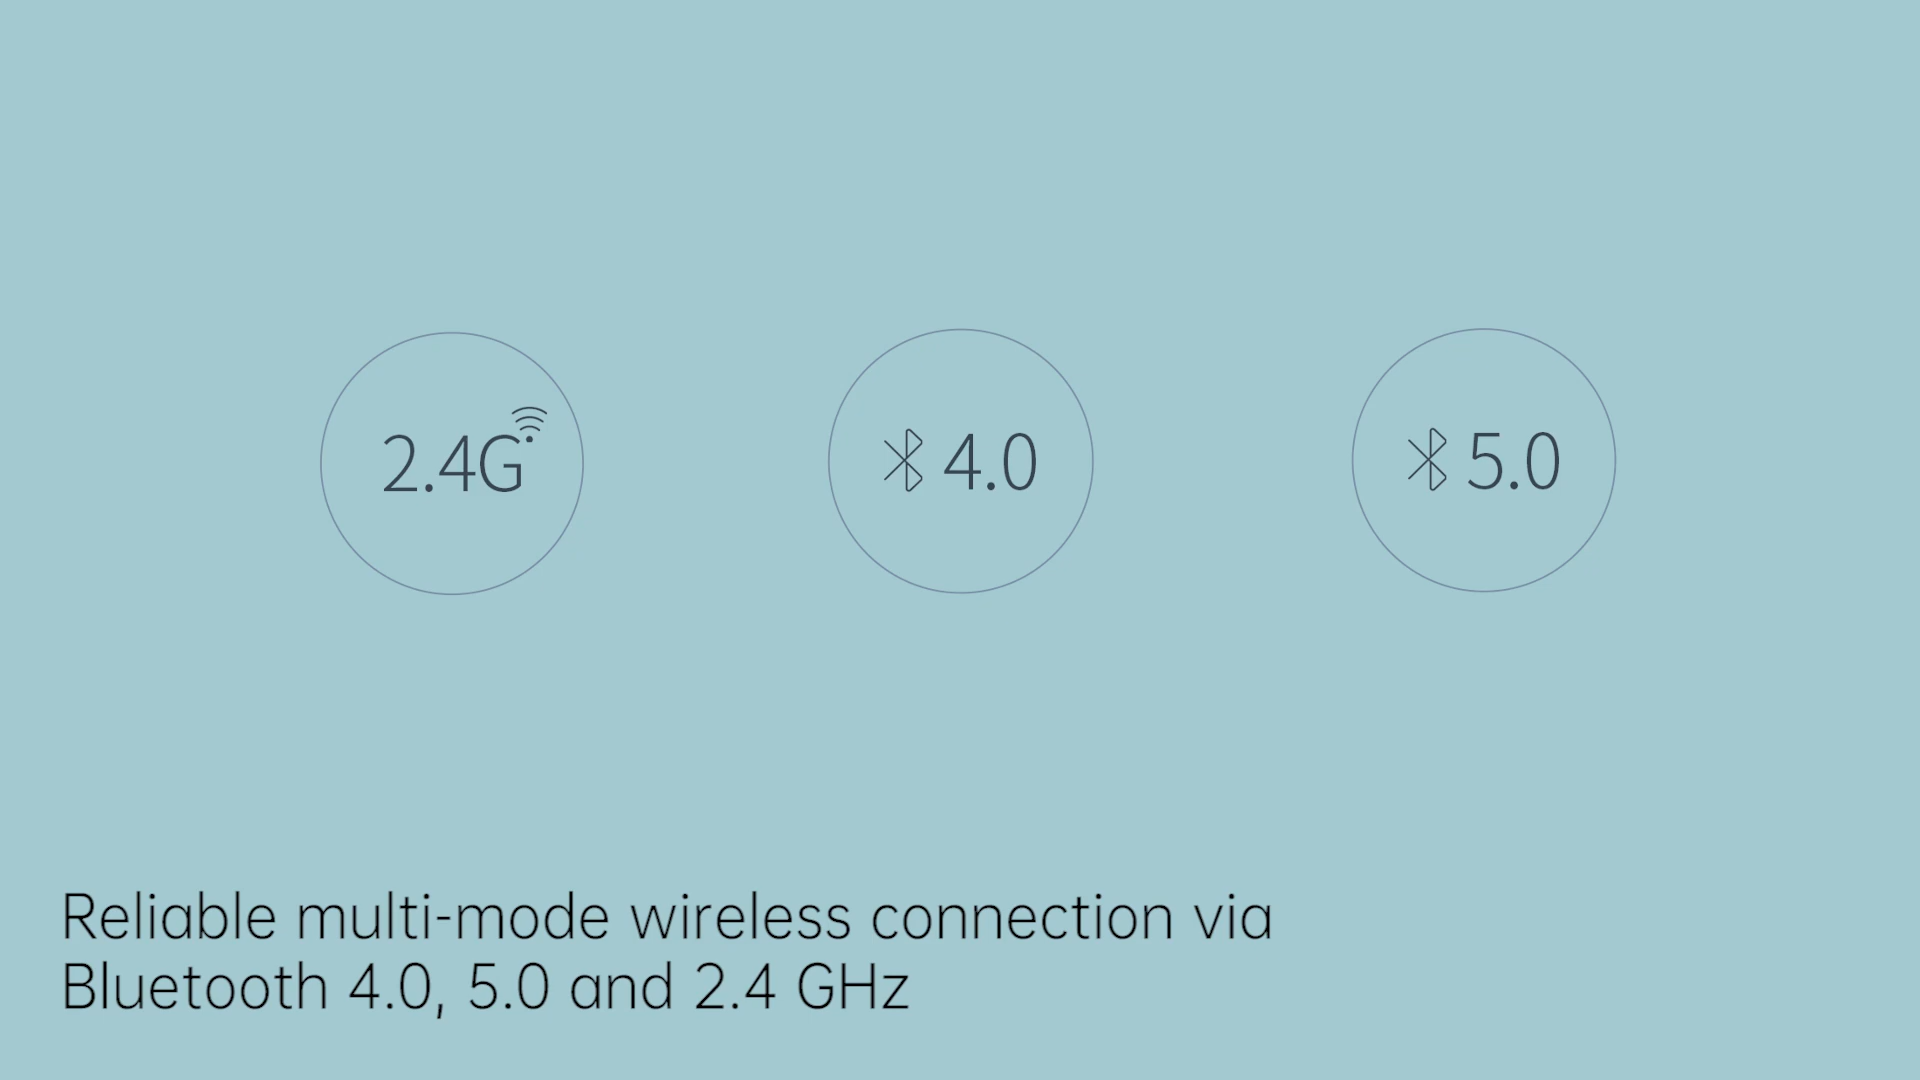 2.4G
4.0
5.0
Reliable multi-mode wireless connection via
Bluetooth 4.0, 5.0 and 2.4 GHz